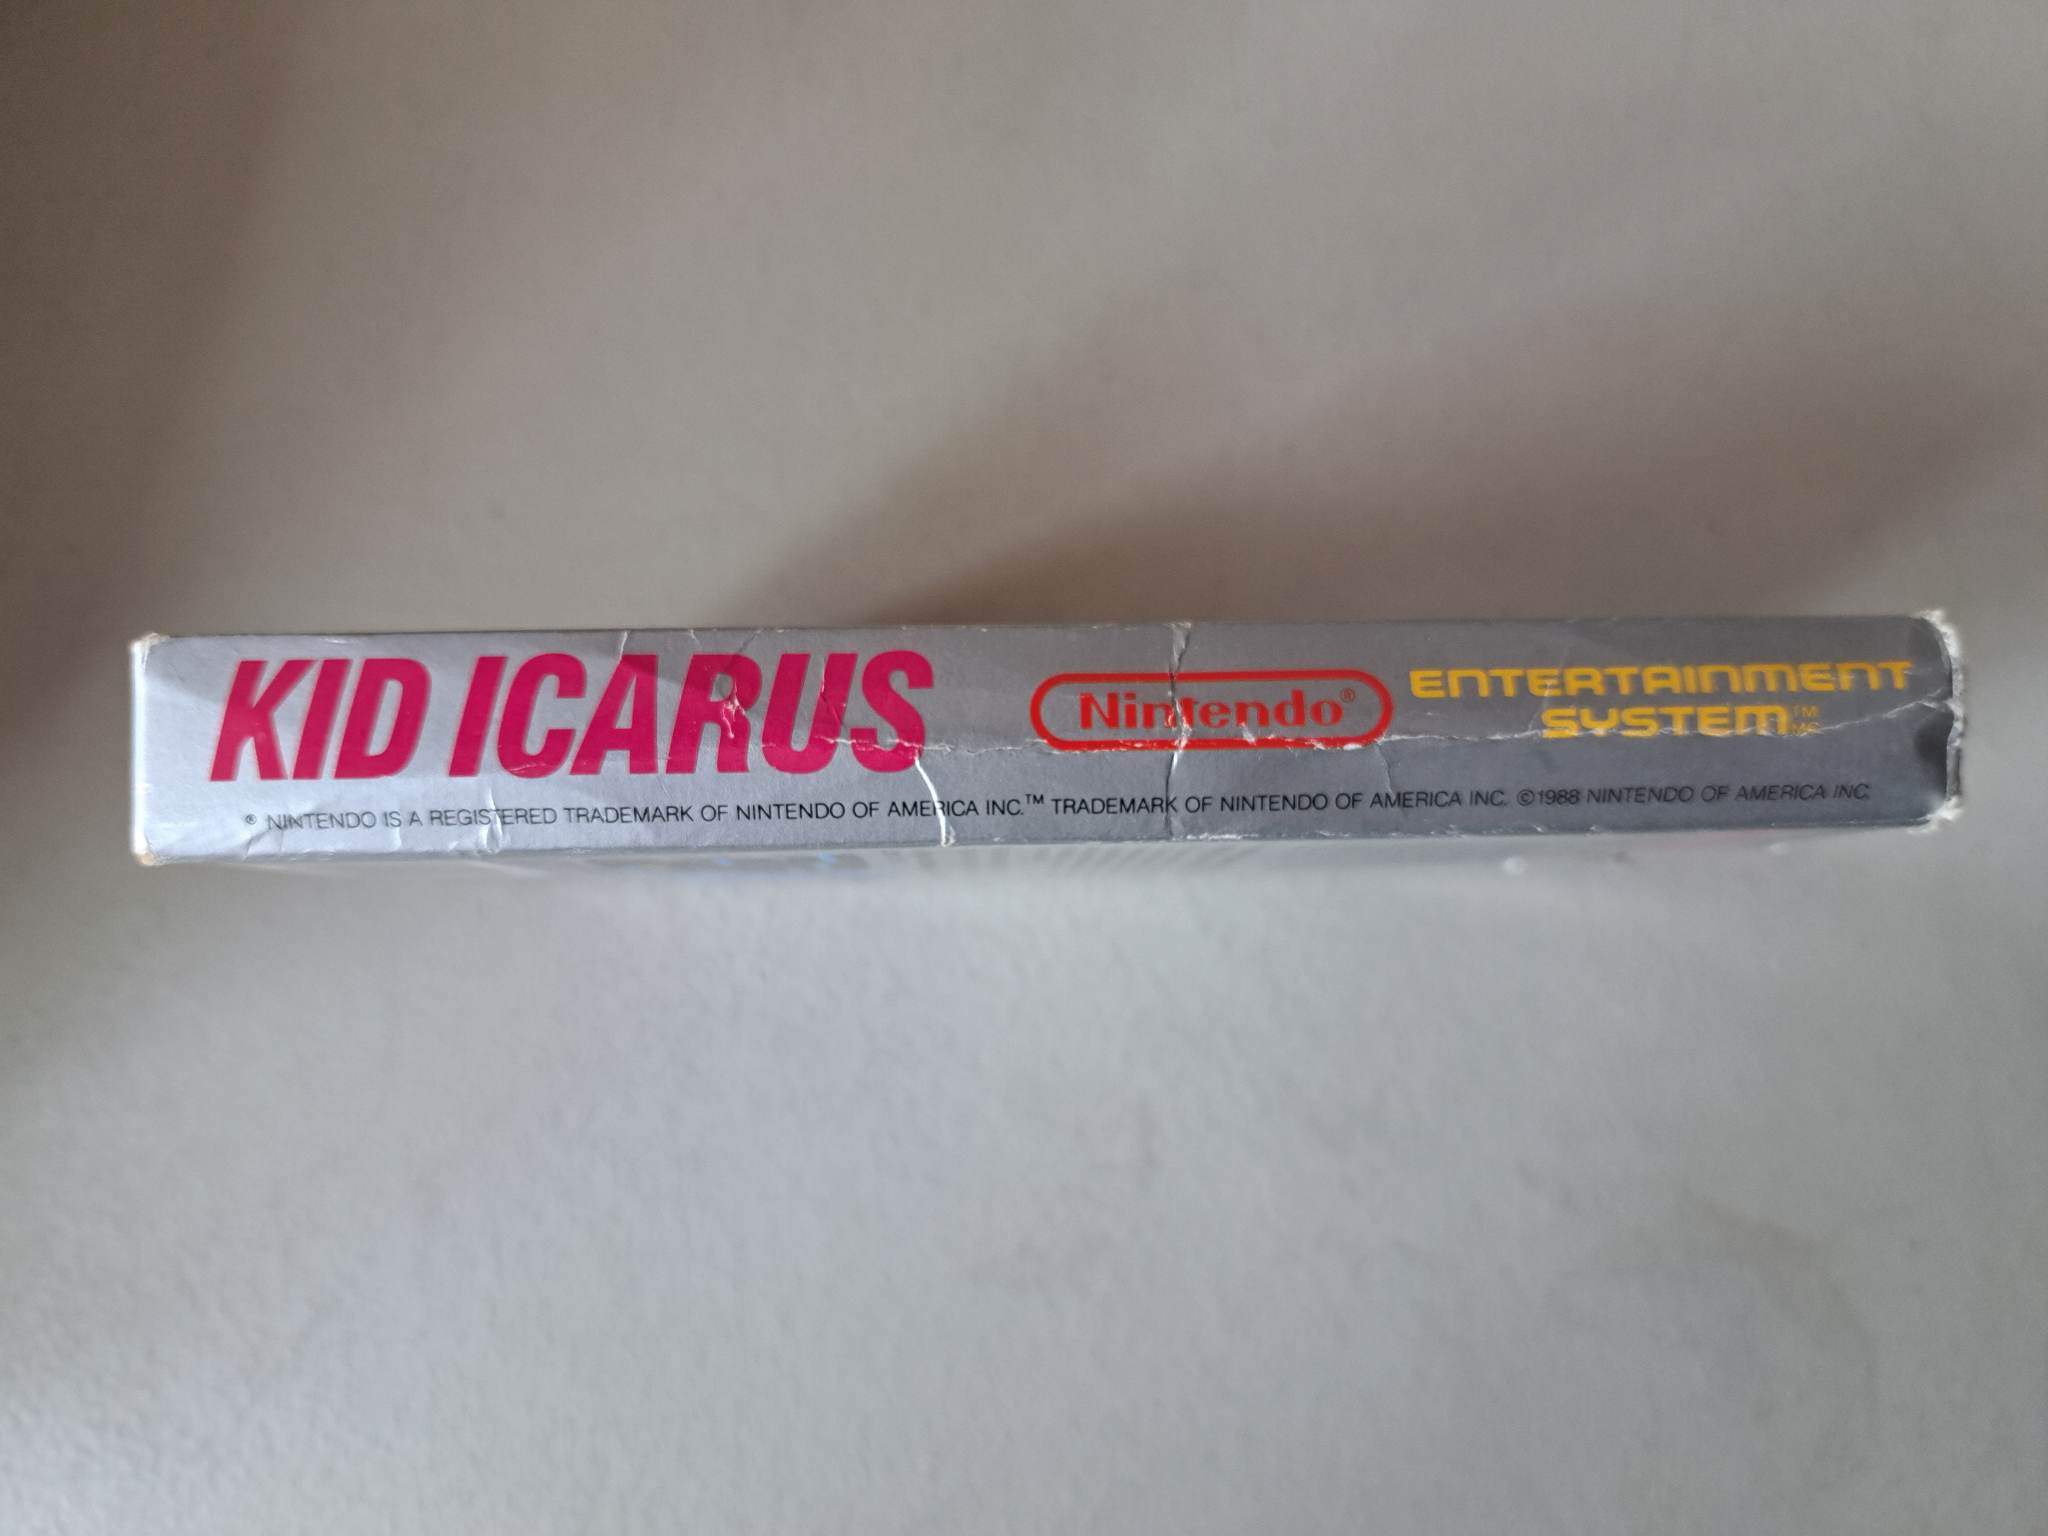 KID ICARUS
Nintendo®
ENTERTAINMENT
SYSTEM™
MC
® NINTENDO IS A REGISTERED TRADEMARK OF NINTENDO OF AMERICA INC.™ TRADEMARK OF NINTENDO OF AMERICA INC. ©1988 NINTENDO OF AMERICA INC.